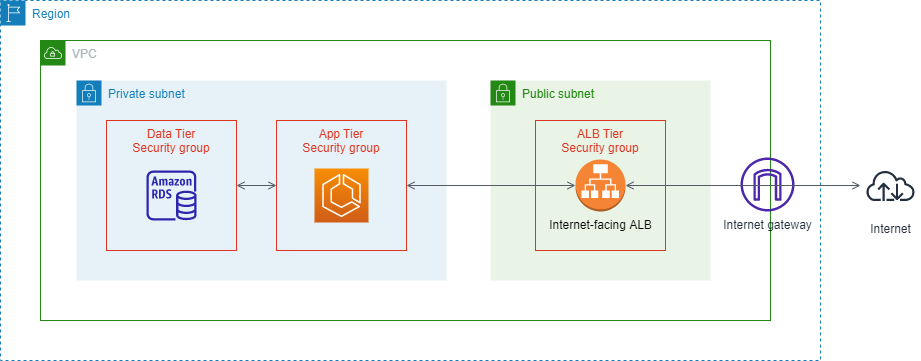 Region
VPC
Private subnet
Public subnet
Data Tier
Security group
App Tier
Security group
ALB Tier
Security group
Amazon
RDS
Internet-facing ALB
Internet gateway
Internet